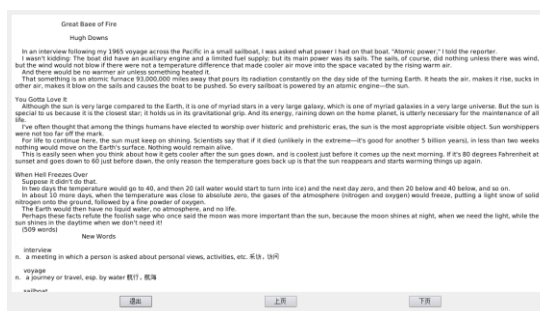 Great Baee of Fire
Hugh Downs
In an interview following my 1965 voyage across the Pacific in a small sailboat, I was asked what power I had on that boat. "Atomic power," I told the reporter.
I wasn't kidding: The boat did have an auxiliary engine and a limited fuel supply; but its main power was its sails. The sails, of course, did nothing unless there was wind,
but the wind would not blow if there were not a temperature difference that made cooler air move into the space vacated by the rising warm air.
And there would be no warmer air unless something heated it.
That something is an atomic furnace 93,000,000 miles away that pours its radiation constantly on the day side of the turning Earth. It heats the air, makes it rise, sucks in
other air, makes it blow on the sails and causes the boat to be pushed. So every sailboat is powered by an atomic engine—the sun.
You Gotta Love It
Although the sun is very large compared to the Earth, it is one of myriad stars in a very large galaxy, which is one of myriad galaxies in a very large universe. But the sun is
special to us because it is the closest star; it holds us in its gravitational grip. And its energy, raining down on the home planet, is utterly necessary for the maintenance of all
life.
I've often thought that among the things humans have elected to worship over historic and prehistoric eras, the sun is the most appropriate visible object. Sun worshippers
were not too far off the mark.
For life to continue here, the sun must keep on shining. Scientists say that if it died (unlikely in the extreme—it's good for another 5 billion years), in less than two weeks
nothing would move on the Earth's surface. Nothing would remain alive.
This is easily seen when you think about how it gets cooler after the sun goes down, and is coolest just before it comes up the next morning. If it's 80 degrees Fahrenheit at
sunset and goes down to 60 just before dawn, the only reason the temperature goes back up is that the sun reappears and starts warming things up again.
When Hell Freezes Over
Suppose it didn't do that.
In two days the temperature would go to 40, and then 20 (all water would start to turn into ice) and the next day zero, and then 20 below and 40 below, and so on.
In about 10 more days, when the temperature was close to absolute zero, the gases of the atmosphere (nitrogen and oxygen) would freeze, putting a light snow of solid
nitrogen onto the ground, followed by a fine powder of oxygen.
The Earth would then have no liquid water, no atmosphere, and no life.
Perhaps these facts refute the foolish sage who once said the moon was more important than the sun, because the moon shines at night, when we need the light, while the
sun shines in the daytime when we don't need it!
(509 words)
New Words
interview
n. a meeting in which a person is asked about personal views, activities, etc. 采访，访问
voyage
n. a journey or travel, esp. by water 航行，航海
sailboat
退出 上页 下页